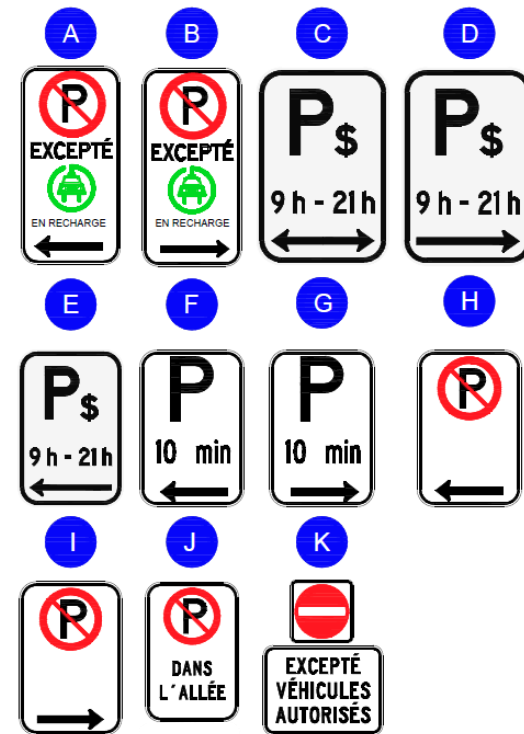 A
B
C
D
P
EXCEPTÉ
EN RECHARGE
P
EXCEPTÉ
EN RECHARGE
P$
9 h - 21 h
P$
9 h - 21 h
E
F
G
H
P$
9 h - 21 h
P
10 min
P
10 min
P
I
J
K
P
P
DANS
L'ALLÉE
EXCEPTÉ
VÉHICULES
AUTORISÉS